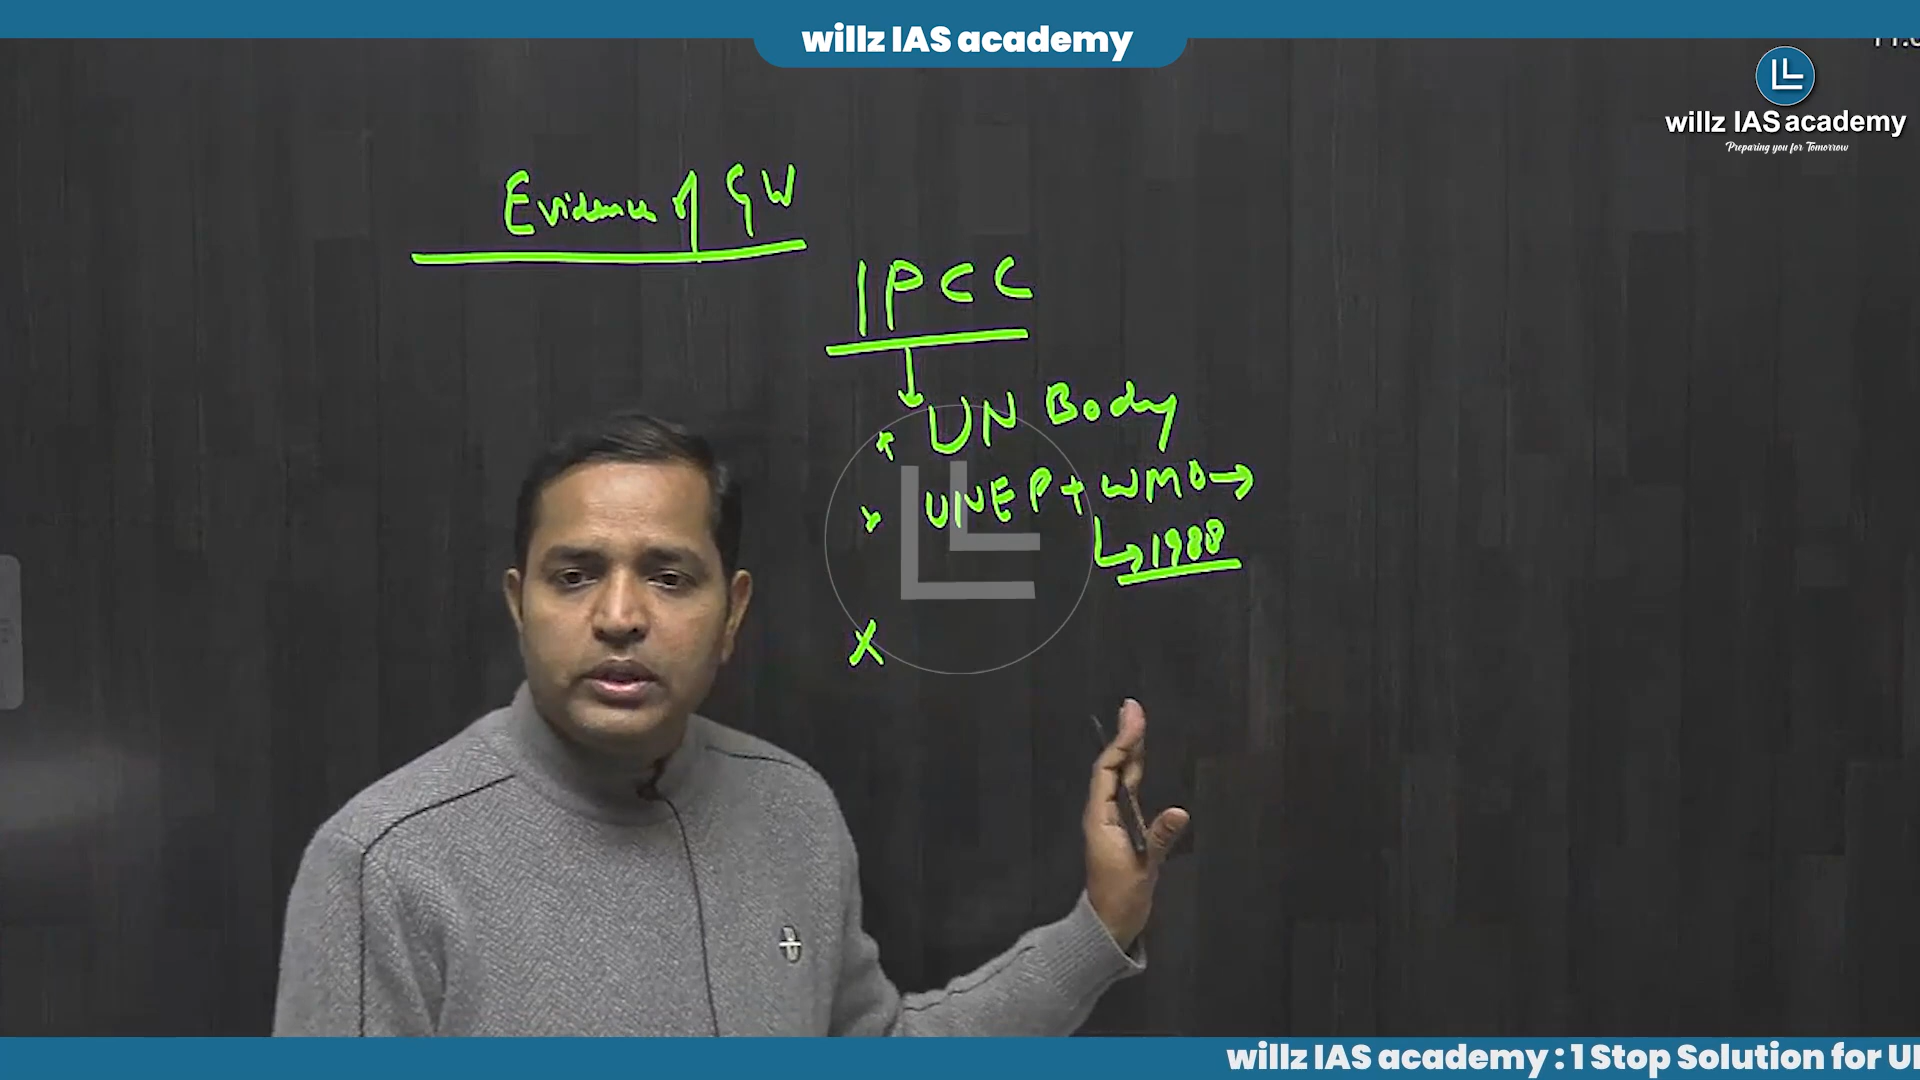 willz IAS academy
willz IAS academy
Preparing you for Tomorrow
Evidence of GW
IPCC
* UN Body
* UNEP + WMO →
↳ 1988
*
willz IAS academy : 1 Stop Solution for U